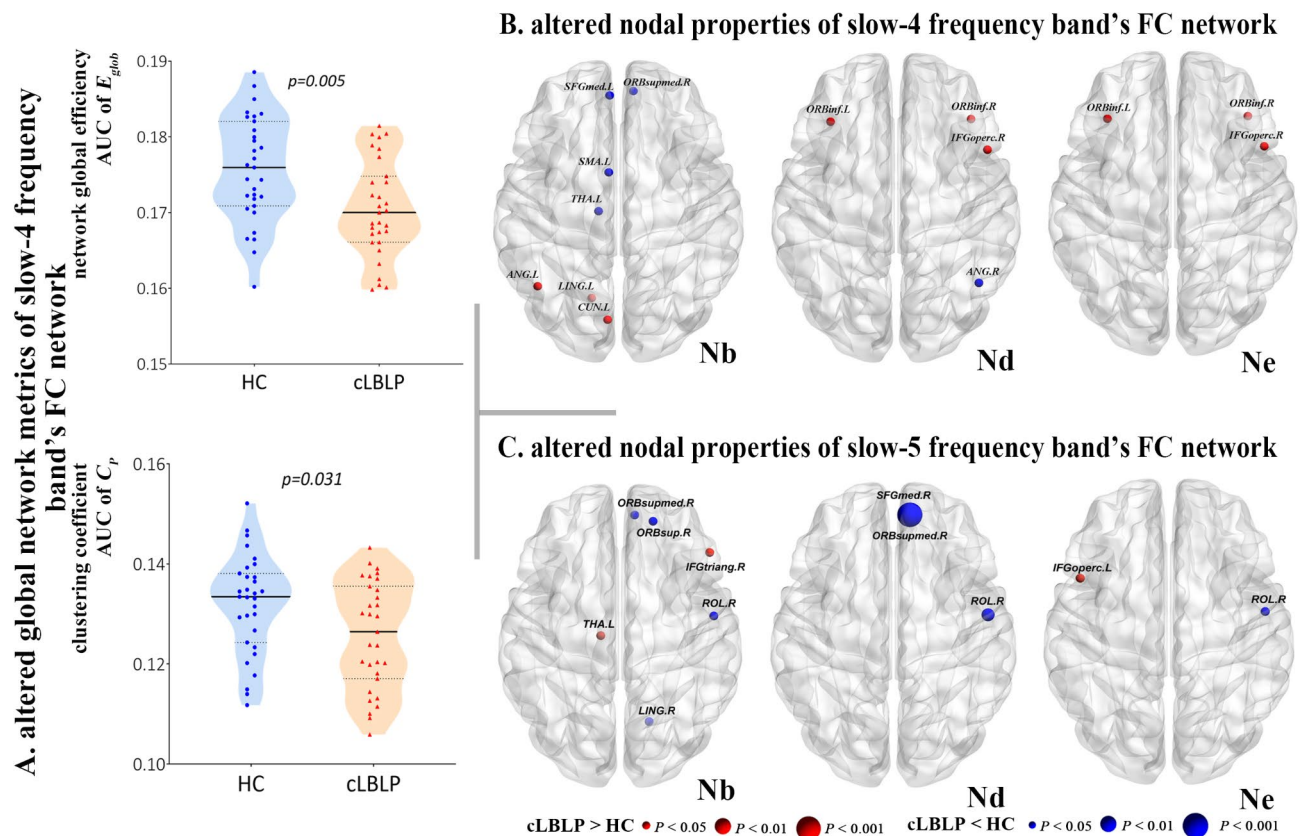 A. altered global network metrics of slow-4 frequency
band's FC network
network global efficiency
AUC of E_glob
0.19
0.18
0.17
0.16
0.15
p=0.005
HC
cLBLP
clustering coefficient
AUC of C_P
0.16
0.14
0.12
0.10
p=0.031
HC
cLBLP
B. altered nodal properties of slow-4 frequency band's FC network
SFGmed.L
ORBsupmed.R
SMA.L
THA.L
ANG.L
LING.L
CUN.L
Nb
ORBinf.L
ORBinf.R
IFGoperc.R
ANG.R
Nd
ORBinf.L
ORBinf.R
IFGoperc.R
Ne
C. altered nodal properties of slow-5 frequency band's FC network
ORBsupmed.R
ORBsup.R
IFGtriang.R
ROL.R
THA.L
LING.R
Nb
SFGmed.R
ORBsupmed.R
ROL.R
Nd
IFGoperc.L
ROL.R
Ne
cLBLP > HC P < 0.05 P < 0.01 P < 0.001
cLBLP < HC P < 0.05 P < 0.01 P < 0.001